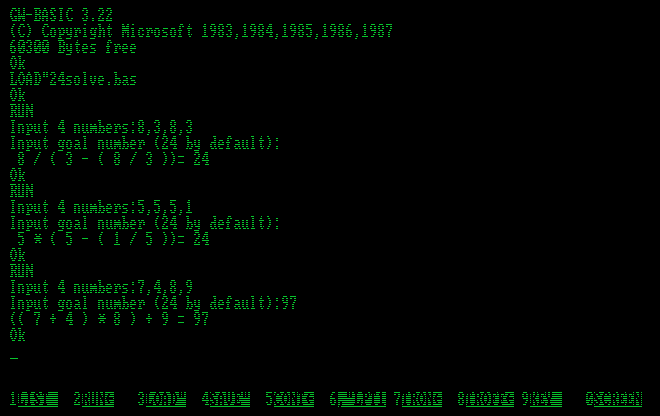 GW-BASIC 3.22
(C) Copyright Microsoft 1983,1984,1985,1986,1987
60300 Bytes free
Ok
LOAD"24solve.bas
Ok
RUN
Input 4 numbers:8,3,8,3
Input goal number (24 by default):
8 / ( 3 - ( 8 / 3 ))= 24
Ok
RUN
Input 4 numbers:5,5,5,1
Input goal number (24 by default):
5 * ( 5 - ( 1 / 5 ))= 24
Ok
RUN
Input 4 numbers:7,4,8,9
Input goal number (24 by default):97
(( 7 + 4 ) * 8 ) + 9 = 97
Ok
_
1LIST 2RUN← 3LOAD" 4SAVE" 5CONT← 6,"LPT1 7TRON← 8TROFF← 9KEY 0SCREEN